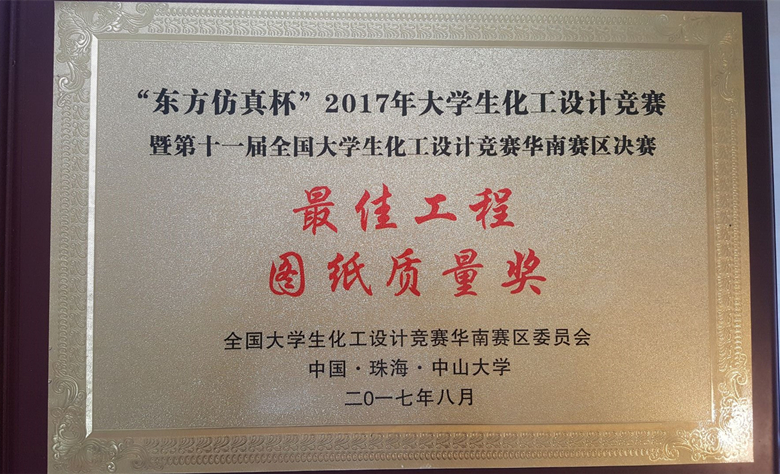 “东方仿真杯”2017年大学生化工设计竞赛
暨第十一届全国大学生化工设计竞赛华南赛区决赛
最佳工程
图纸质量奖
全国大学生化工设计竞赛华南赛区委员会
中国·珠海·中山大学
二〇一七年八月